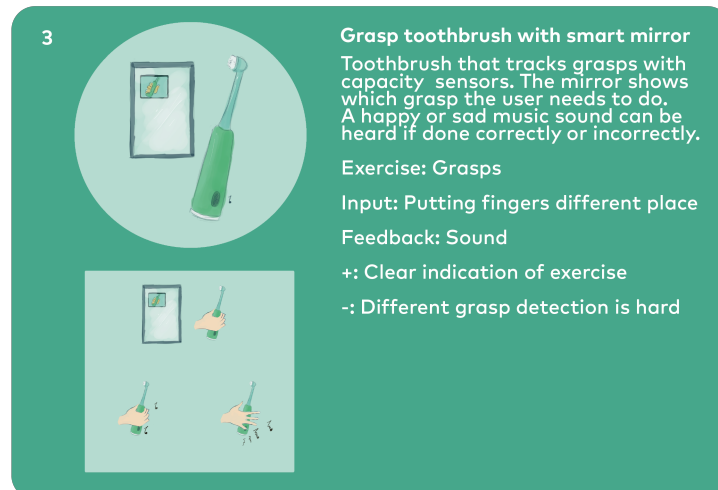 3
Grasp toothbrush with smart mirror
Toothbrush that tracks grasps with
capacity sensors. The mirror shows
which grasp the user needs to do.
A happy or sad music sound can be
heard if done correctly or incorrectly.
Exercise: Grasps
Input: Putting fingers different place
Feedback: Sound
+: Clear indication of exercise
-: Different grasp detection is hard